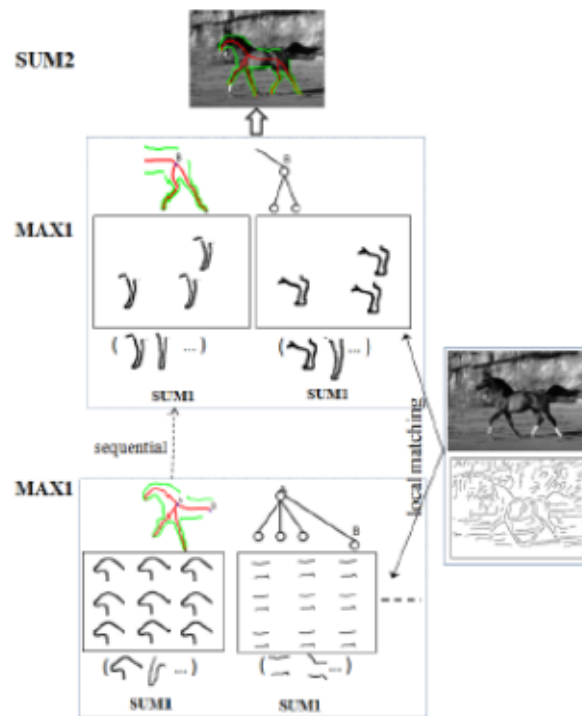 SUM2
B
B
MAX1
( ... )
( ... )
SUM1
SUM1
local matching
sequential
MAX1
A
B
( ... )
( ... )
SUM1
SUM1